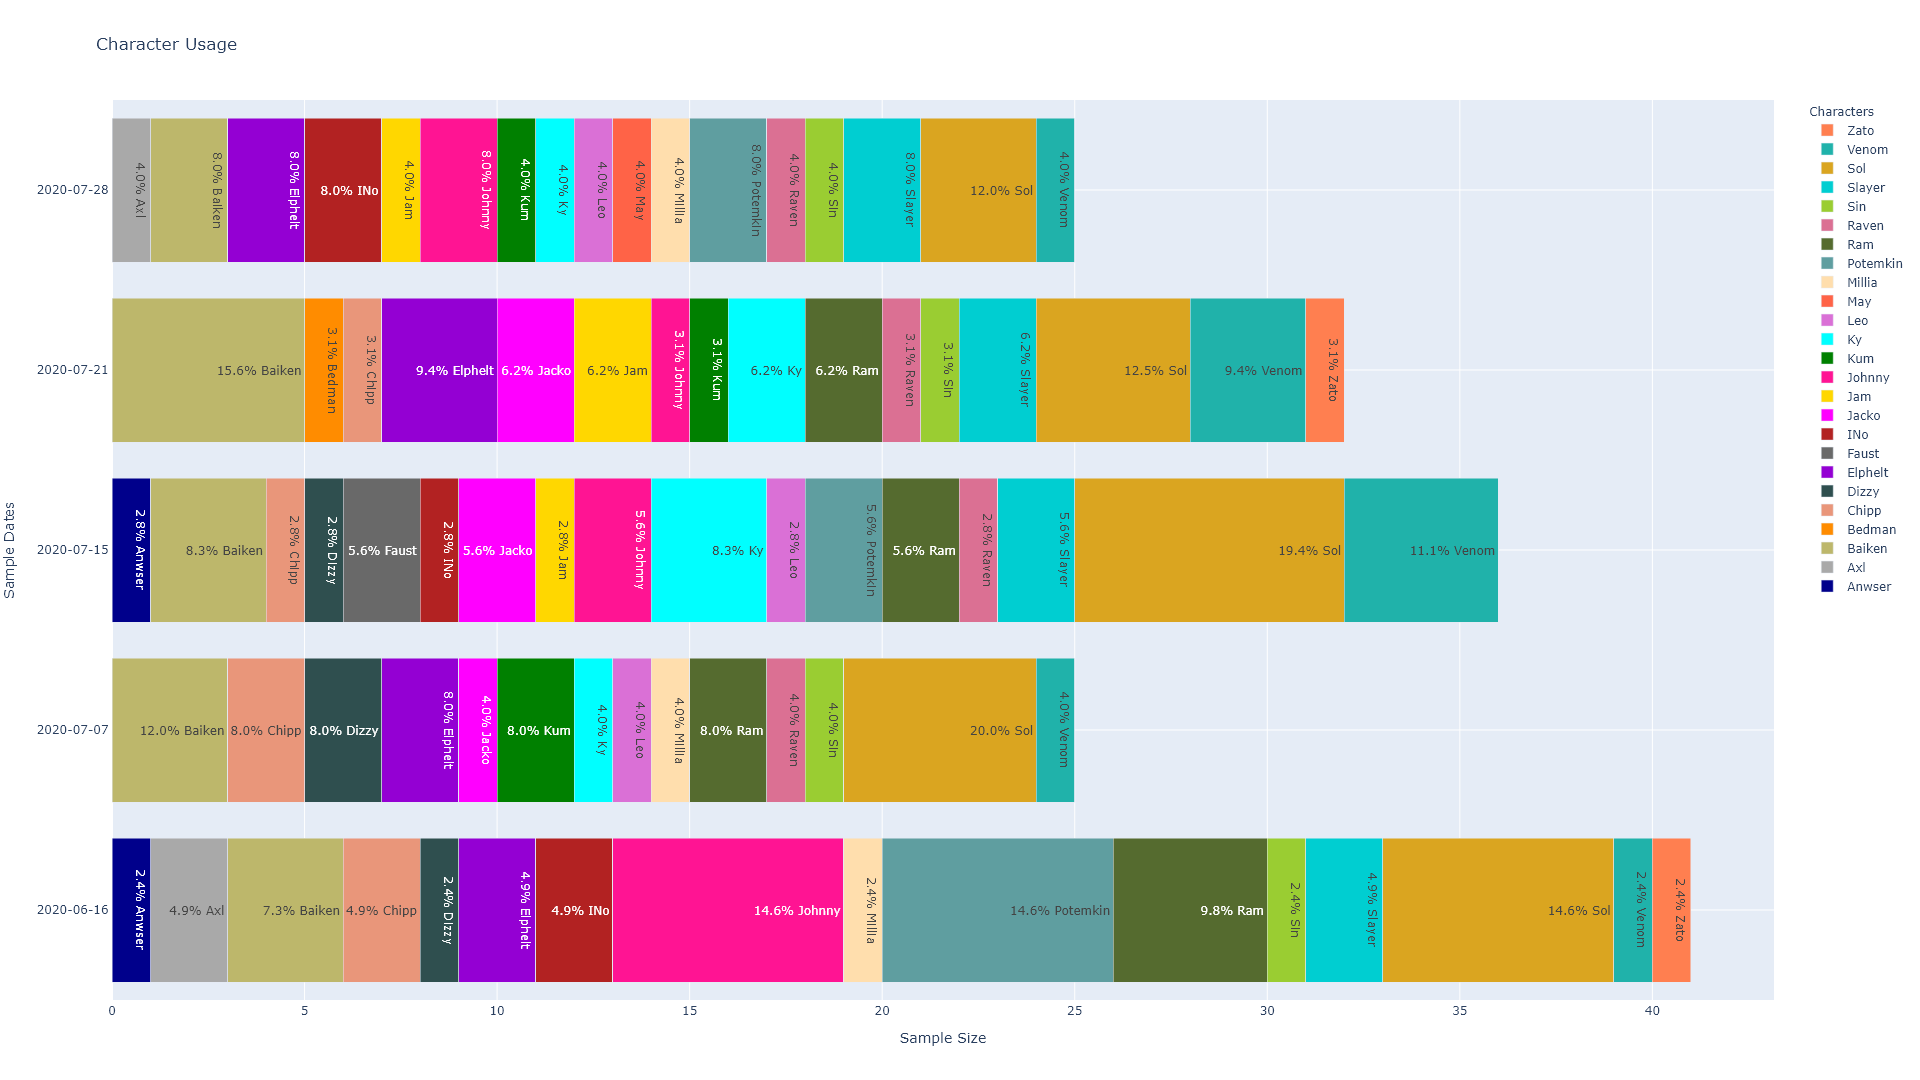 Character Usage
2020-07-28
4.0% Axl
8.0% Baiken
8.0% Elphelt
8.0% INo
4.0% Jam
8.0% Johnny
4.0% Kum
4.0% Ky
4.0% Leo
4.0% May
4.0% Millia
8.0% Potemkin
4.0% Raven
4.0% Sin
8.0% Slayer
12.0% Sol
4.0% Venom
2020-07-21
15.6% Baiken
3.1% Bedman
3.1% Chipp
9.4% Elphelt
6.2% Jacko
6.2% Jam
3.1% Johnny
3.1% Kum
6.2% Ky
6.2% Ram
3.1% Raven
3.1% Sin
6.2% Slayer
12.5% Sol
9.4% Venom
3.1% Zato
2020-07-15
2.8% Anwser
8.3% Baiken
2.8% Chipp
2.8% Dizzy
5.6% Faust
2.8% INo
5.6% Jacko
2.8% Jam
5.6% Johnny
8.3% Ky
2.8% Leo
5.6% Potemkin
5.6% Ram
2.8% Raven
5.6% Slayer
19.4% Sol
11.1% Venom
2020-07-07
12.0% Baiken
8.0% Chipp
8.0% Dizzy
8.0% Elphelt
4.0% Jacko
8.0% Kum
4.0% Ky
4.0% Leo
4.0% Millia
8.0% Ram
4.0% Raven
4.0% Sin
20.0% Sol
4.0% Venom
2020-06-16
2.4% Anwser
4.9% Axl
7.3% Baiken
4.9% Chipp
2.4% Dizzy
4.9% Elphelt
4.9% INo
14.6% Johnny
2.4% Millia
14.6% Potemkin
9.8% Ram
2.4% Sin
4.9% Slayer
14.6% Sol
2.4% Venom
2.4% Zato
0 5 10 15 20 25 30 35 40
Sample Size
Sample Dates
Characters
Zato
Venom
Sol
Slayer
Sin
Raven
Ram
Potemkin
Millia
May
Leo
Ky
Kum
Johnny
Jam
Jacko
INo
Faust
Elphelt
Dizzy
Chipp
Bedman
Baiken
Axl
Anwser